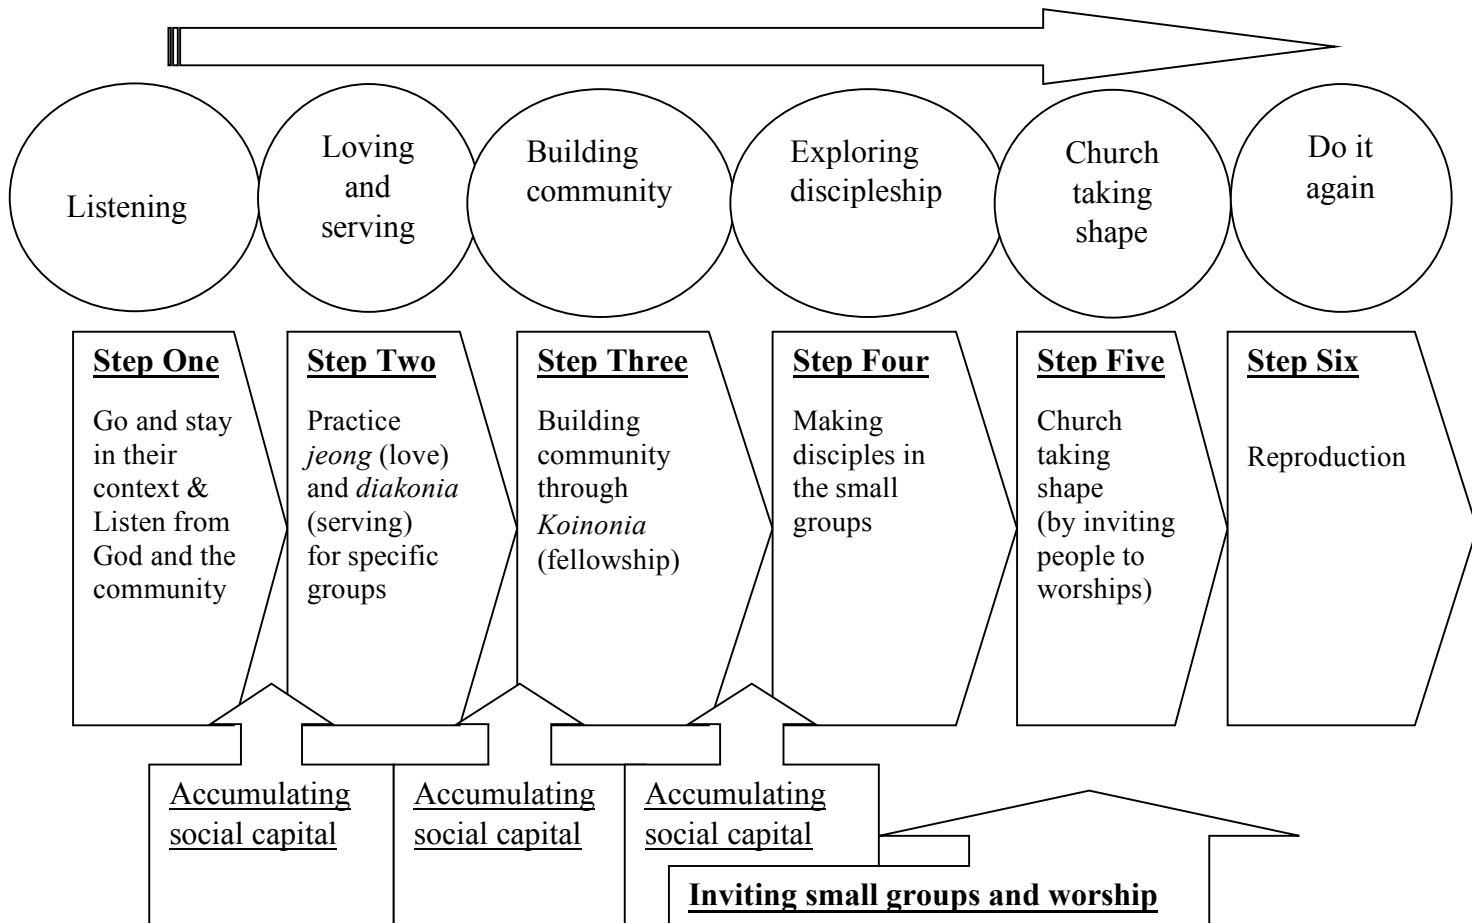 Listening
Loving
and
serving
Building
community
Exploring
discipleship
Church
taking
shape
Do it
again
Step One
Go and stay
in their
context &
Listen from
God and the
community
Step Two
Practice
jeong (love)
and diakonia
(serving)
for specific
groups
Step Three
Building
community
through
Koinonia
(fellowship)
Step Four
Making
disciples in
the small
groups
Step Five
Church
taking
shape
(by inviting
people to
worships)
Step Six
Reproduction
Accumulating
social capital
Accumulating
social capital
Accumulating
social capital
Inviting small groups and worship